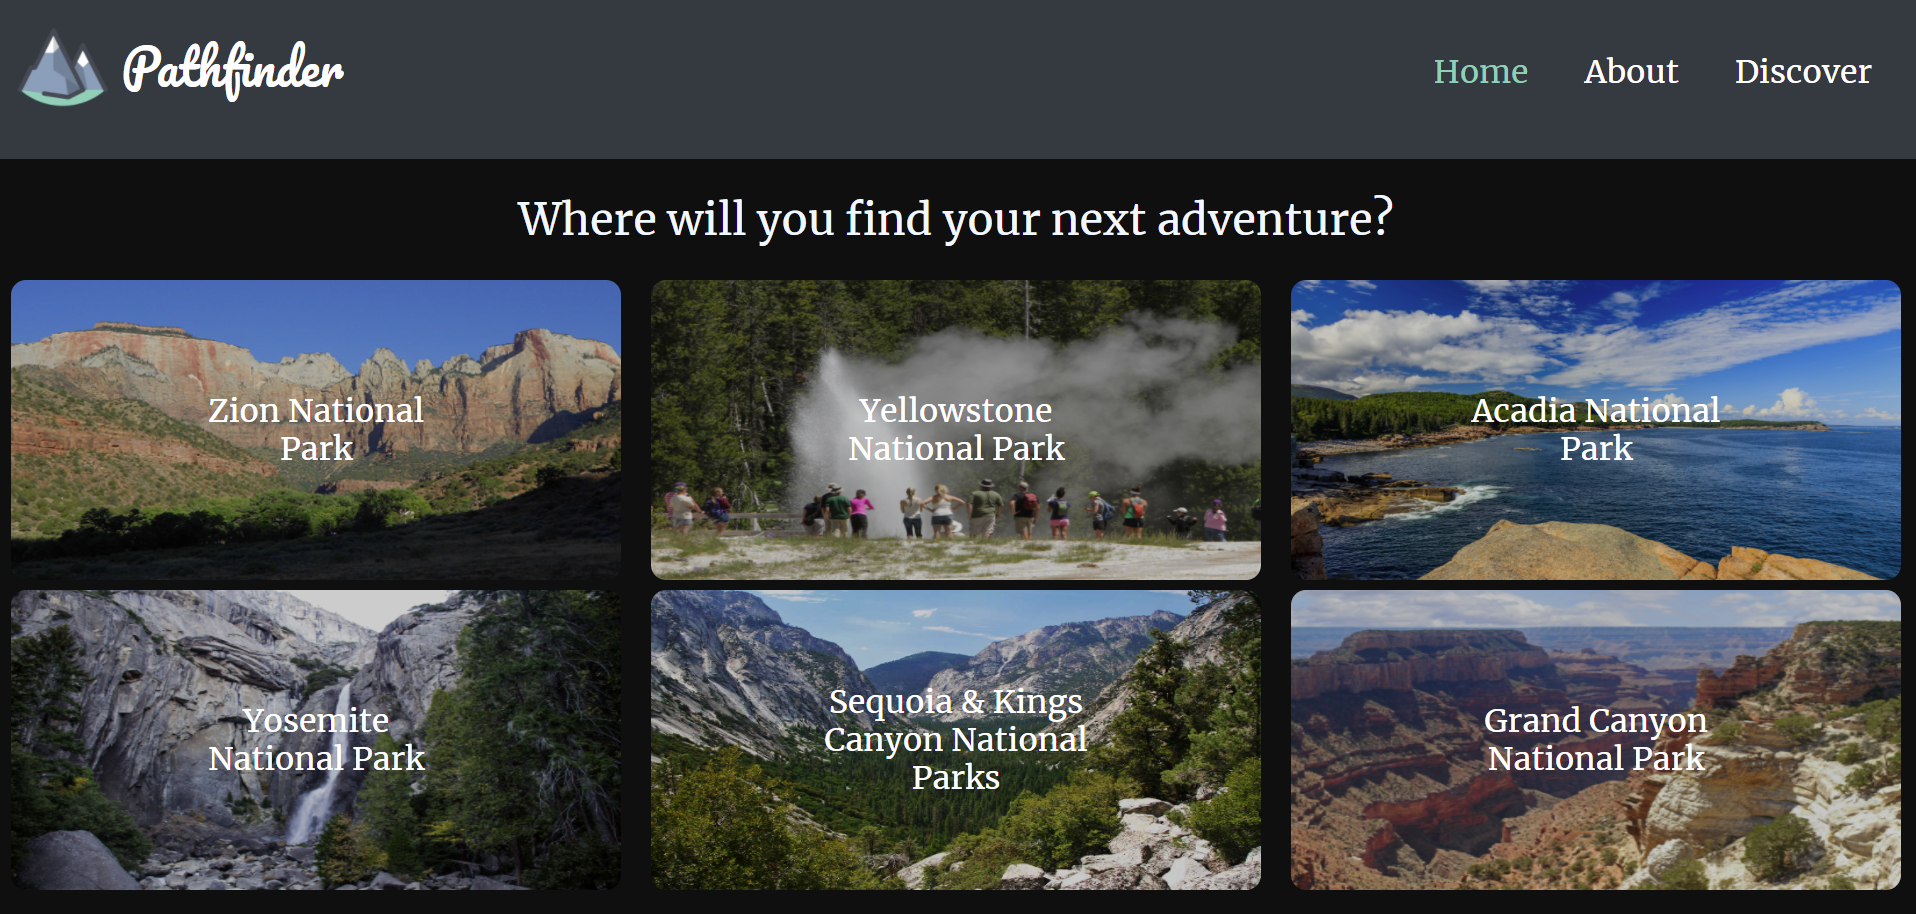 Pathfinder
Home About Discover
Where will you find your next adventure?
Zion National
Park
Yellowstone
National Park
Acadia National
Park
Yosemite
National Park
Sequoia & Kings
Canyon National
Parks
Grand Canyon
National Park